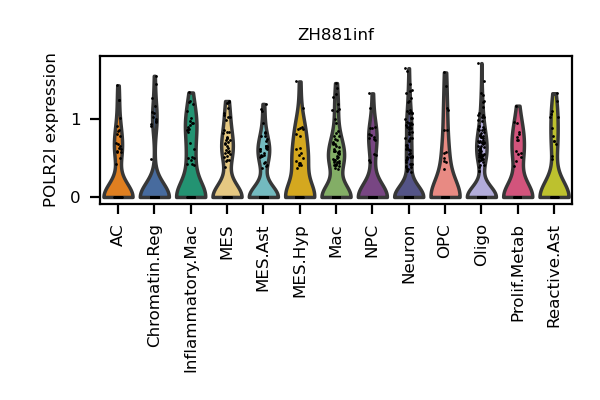 ZH881inf
POLR2I expression
1
0
AC
Chromatin.Reg
Inflammatory.Mac
MES
MES.Ast
MES.Hyp
Mac
NPC
Neuron
OPC
Oligo
Prolif.Metab
Reactive.Ast